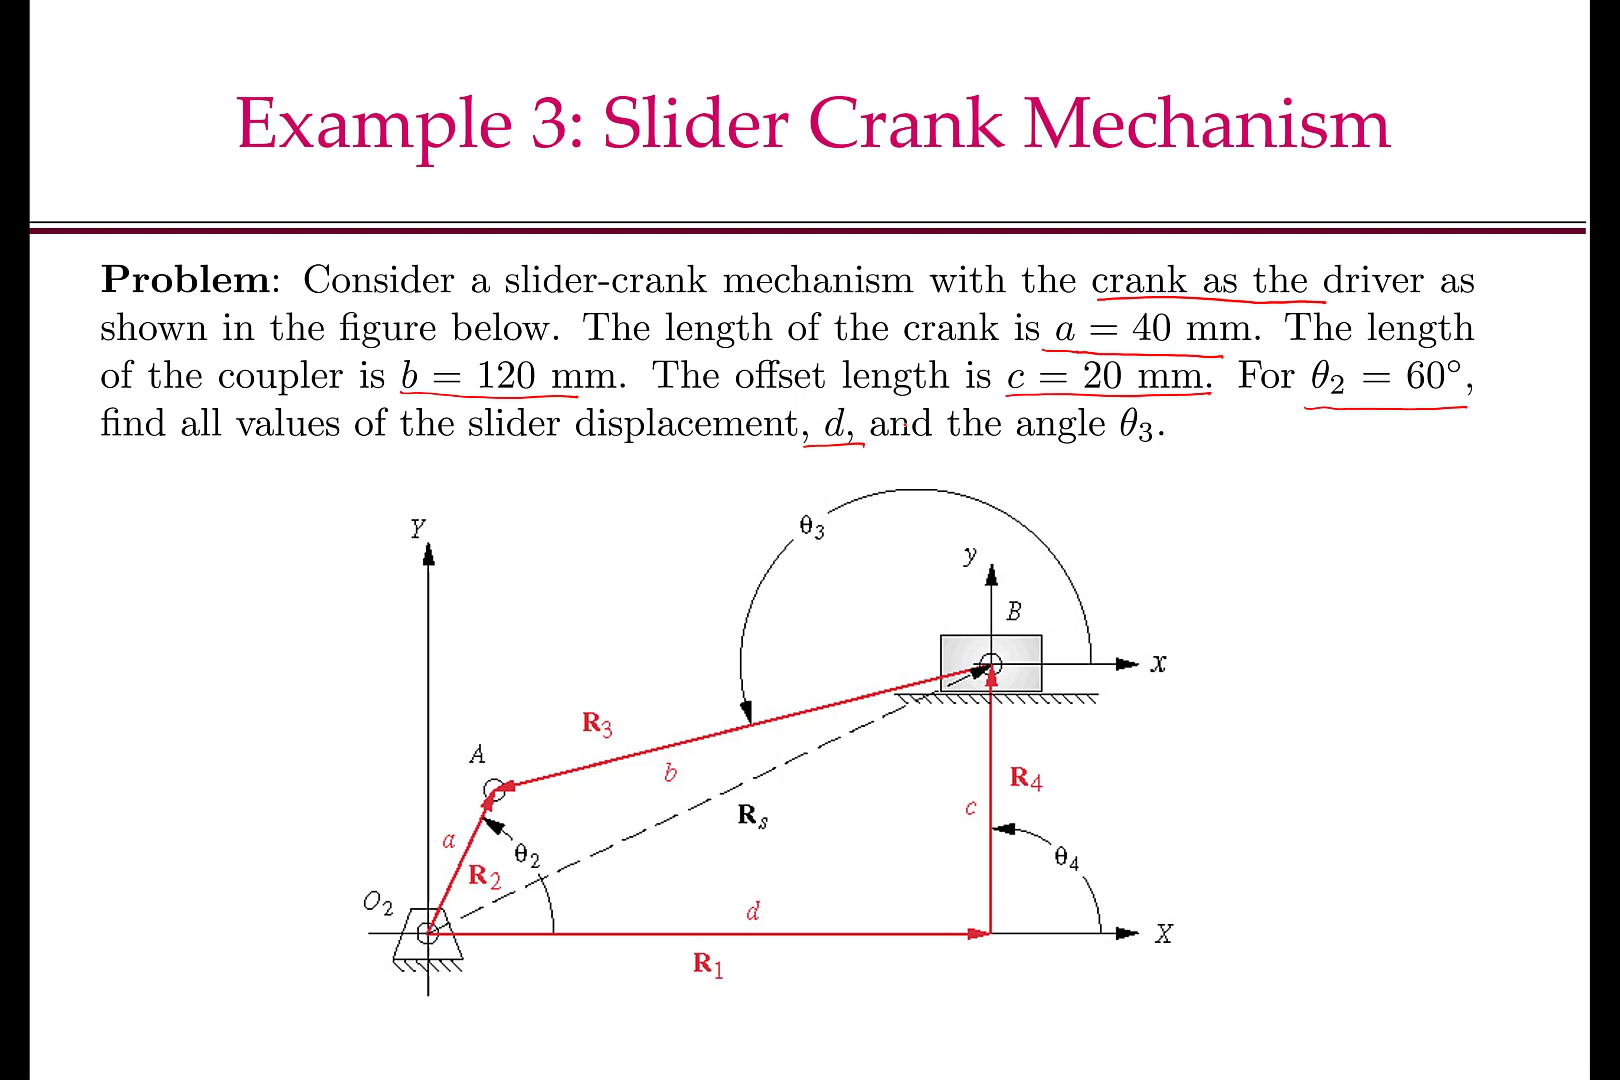 Example 3: Slider Crank Mechanism
Problem: Consider a slider-crank mechanism with the crank as the driver as
shown in the figure below. The length of the crank is a = 40 mm. The length
of the coupler is b = 120 mm. The offset length is c = 20 mm. For θ₂ = 60°,
find all values of the slider displacement, d, and the angle θ₃.
Y
θ₃
y
B
x
R₃
A
b
R₄
c
Rₛ
a
θ₂
θ₄
R₂
O₂
d
X
R₁